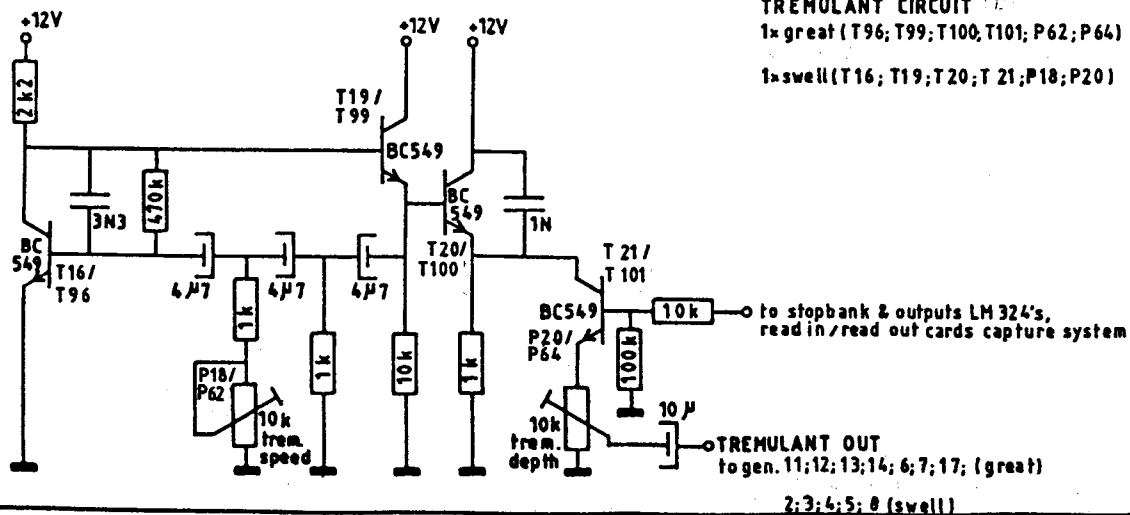 TREMULANT CIRCUIT
1x great (T96; T99; T100, T101; P62; P64)
1x swell (T16; T19; T20; T21; P18; P20)
+12V
+12V
+12V
2k2
T19/
T99
BC549
3N3
470k
BC
549
1N
BC
549
T16/
T96
4µ7
4µ7
4µ7
T20/
T100
T 21/
T 101
BC549
10k
to stopbank & outputs LM 324's,
read in/read out cards capture system
P20/
P64
100k
1k
1k
10k
1k
P18/
P62
10k
trem.
speed
10k
trem.
depth
10 µ
TREMULANT OUT
to gen. 11; 12; 13; 14; 6; 7; 17; (great)
2; 3; 4; 5; 8 (swell)